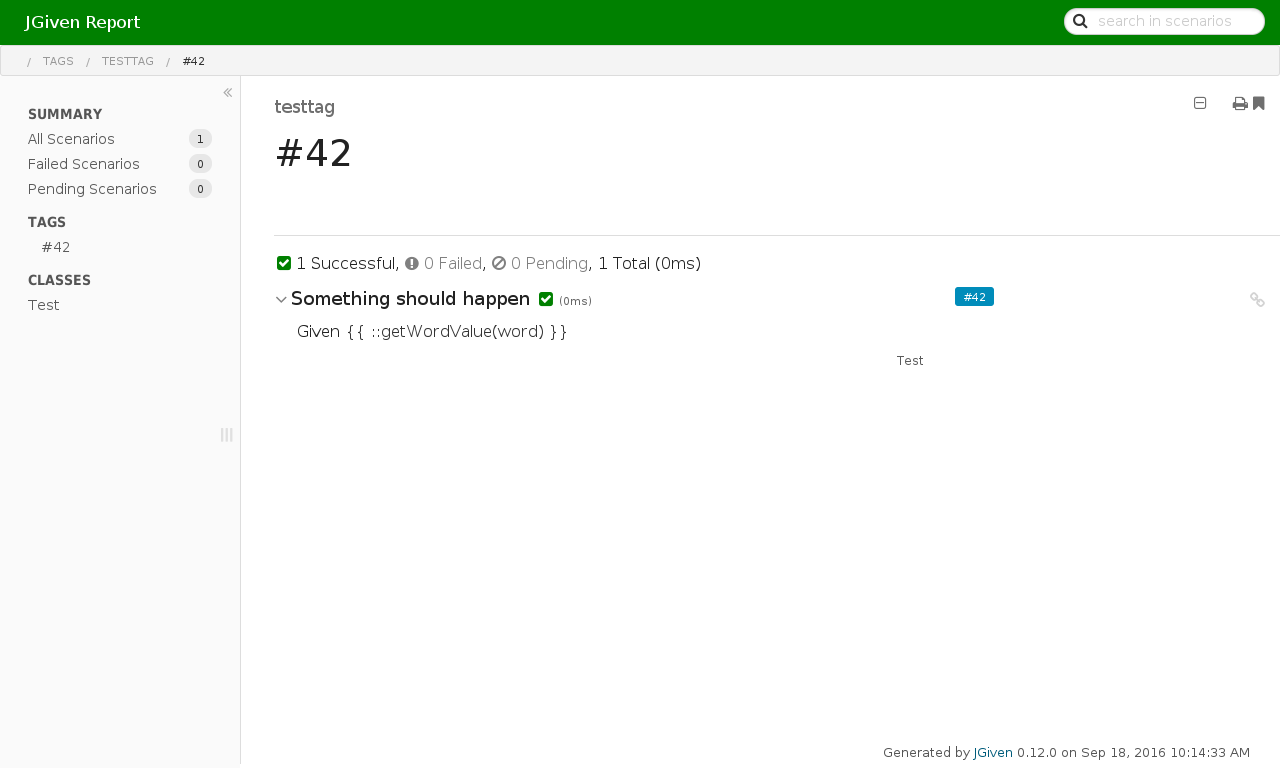 JGiven Report
search in scenarios
/ TAGS / TESTTAG / #42
«
SUMMARY
All Scenarios 1
Failed Scenarios 0
Pending Scenarios 0
TAGS
#42
CLASSES
Test
testtag
#42
1 Successful, 0 Failed, 0 Pending, 1 Total (0ms)
Something should happen (0ms) #42
Given {{ ::getWordValue(word) }}
Test
Generated by JGiven 0.12.0 on Sep 18, 2016 10:14:33 AM